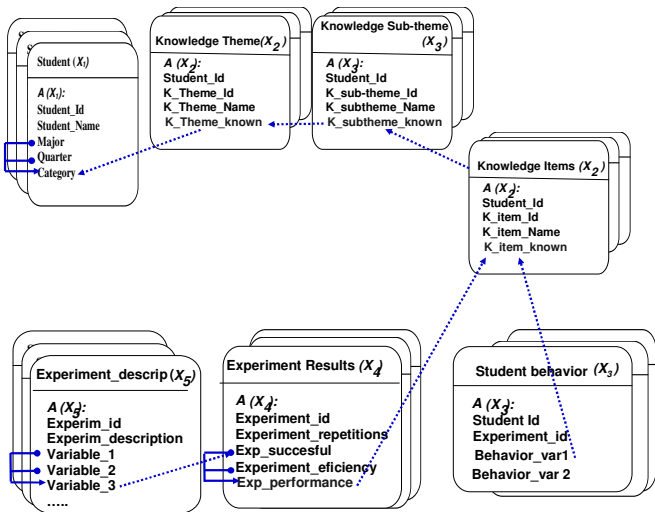 Student (X1)
A (X1):
Student_Id
Student_Name
Major
Quarter
Category
Knowledge Theme(X2)
A (X2):
Student_Id
K_Theme_Id
K_Theme_Name
K_Theme_known
Knowledge Sub-theme
(X3)
A (X3):
Student_Id
K_sub-theme_Id
K_subtheme_Name
K_subtheme_known
Knowledge Items (X2)
A (X2):
Student_Id
K_item_Id
K_item_Name
K_item_known
Experiment_descrip (X5)
A (X5):
Experim_id
Experim_description
Variable_1
Variable_2
Variable_3
.....
Experiment Results (X4)
A (X4):
Experiment_id
Experiment_repetitions
Exp_succesful
Experiment_eficiency
Exp_performance
Student behavior (X3)
A (X3):
Student Id
Experiment_id
Behavior_var1
Behavior_var 2